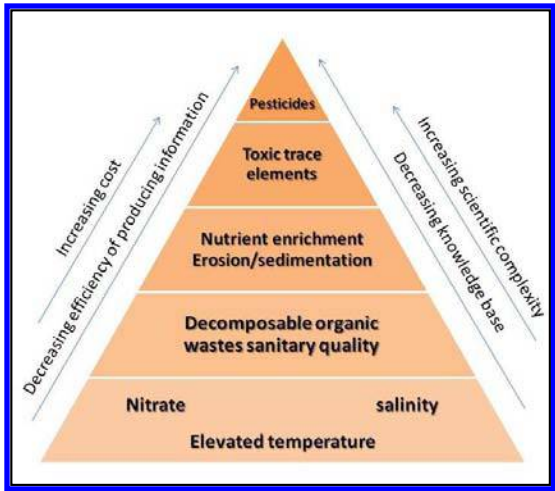 Pesticides
Toxic trace
elements
Nutrient enrichment
Erosion/sedimentation
Decomposable organic
wastes sanitary quality
Nitrate
salinity
Elevated temperature
Increasing cost
Decreasing efficiency of producing information
Increasing scientific complexity
Decreasing knowledge base